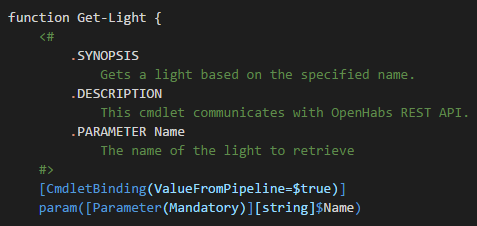 function Get-Light {
<#
.SYNOPSIS
Gets a light based on the specified name.
.DESCRIPTION
This cmdlet communicates with OpenHabs REST API.
.PARAMETER Name
The name of the light to retrieve
#>
[CmdletBinding(ValueFromPipeline=$true)]
param([Parameter(Mandatory)][string]$Name)